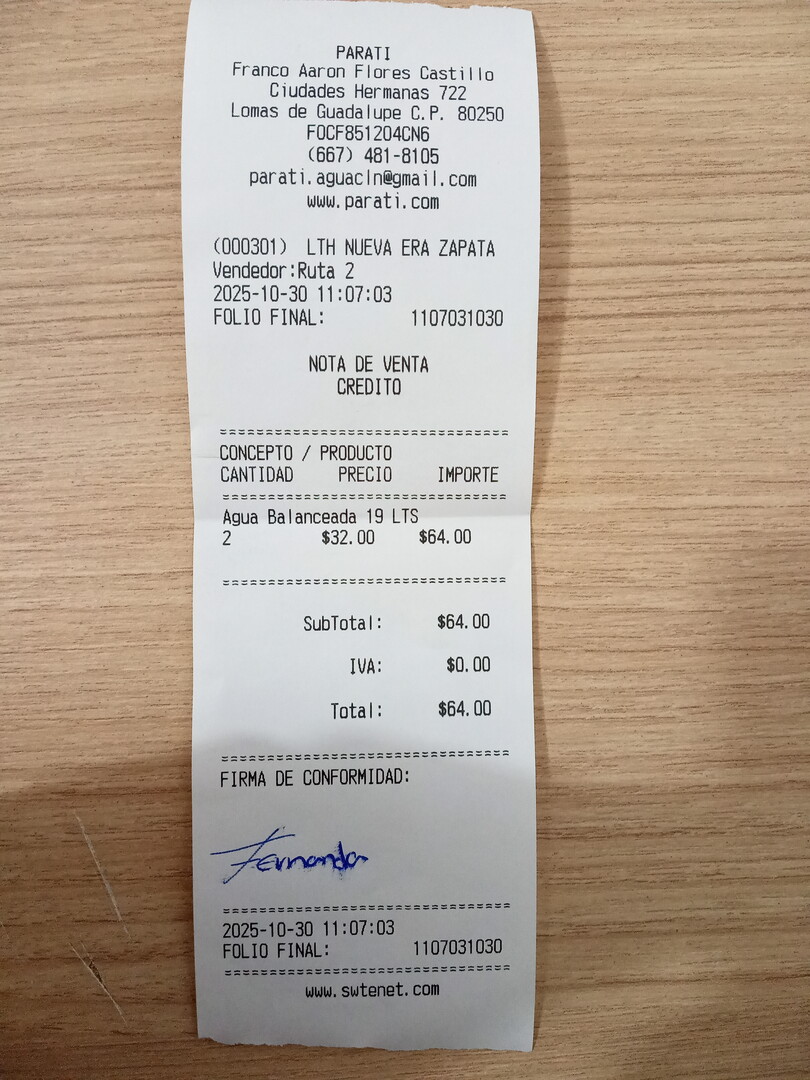 PARATI
Franco Aaron Flores Castillo
Ciudades Hermanas 722
Lomas de Guadalupe C.P. 80250
FOCF851204CN6
(667) 481-8105
parati.aguacln@gmail.com
www.parati.com
(000301) LTH NUEVA ERA ZAPATA
Vendedor:Ruta 2
2025-10-30 11:07:03
FOLIO FINAL: 1107031030
NOTA DE VENTA
CREDITO
CONCEPTO / PRODUCTO
CANTIDAD PRECIO IMPORTE
Agua Balanceada 19 LTS
2 $32.00 $64.00
SubTotal: $64.00
IVA: $0.00
Total: $64.00
FIRMA DE CONFORMIDAD:
Fernanda
2025-10-30 11:07:03
FOLIO FINAL: 1107031030
www.swtenet.com